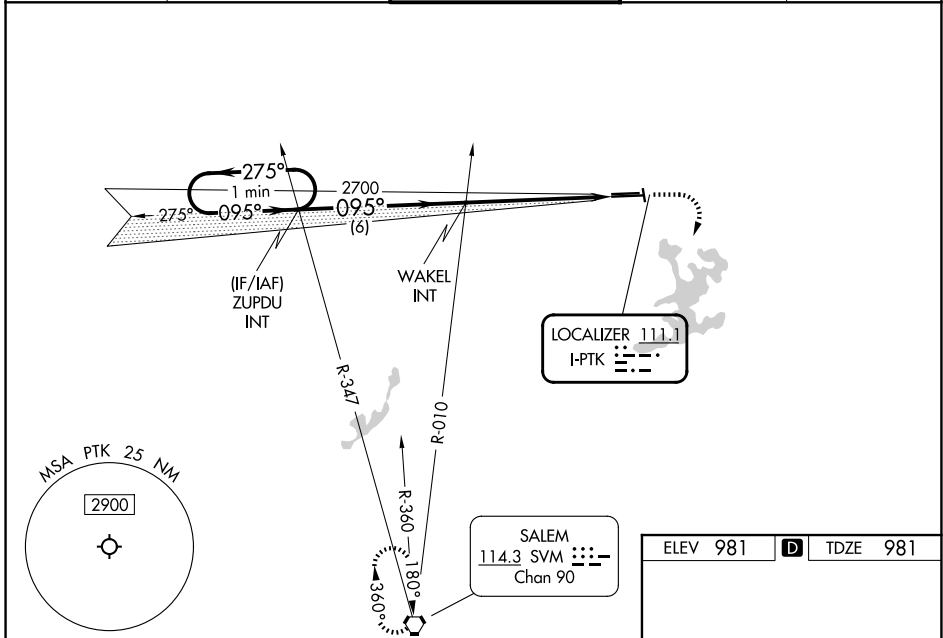 275°
1 min
2700
275°
095°
095°
(6)
(IF/IAF)
ZUPDU
INT
WAKEL
INT
LOCALIZER 111.1
I-PTK
R-347
R-010
R-360
180°
360°
MSA PTK 25 NM
2900
SALEM
114.3 SVM
Chan 90
ELEV 981 D TDZE 981